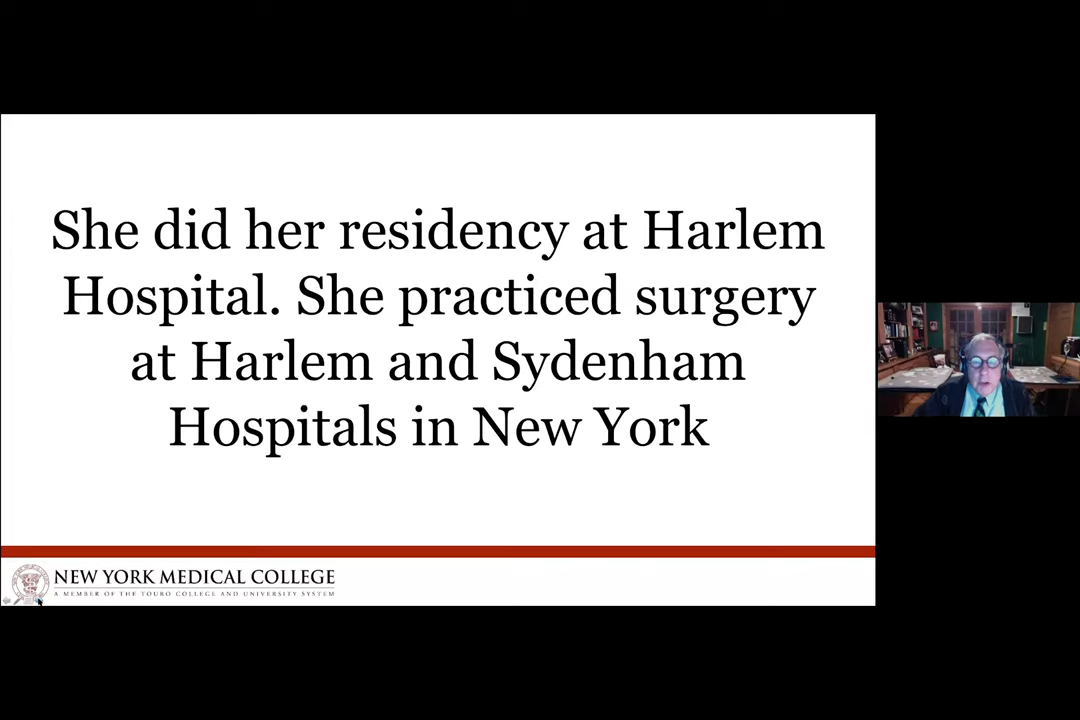 She did her residency at Harlem
Hospital. She practiced surgery
at Harlem and Sydenham
Hospitals in New York
NEW YORK MEDICAL COLLEGE
A MEMBER OF THE TOURO COLLEGE AND UNIVERSITY SYSTEM